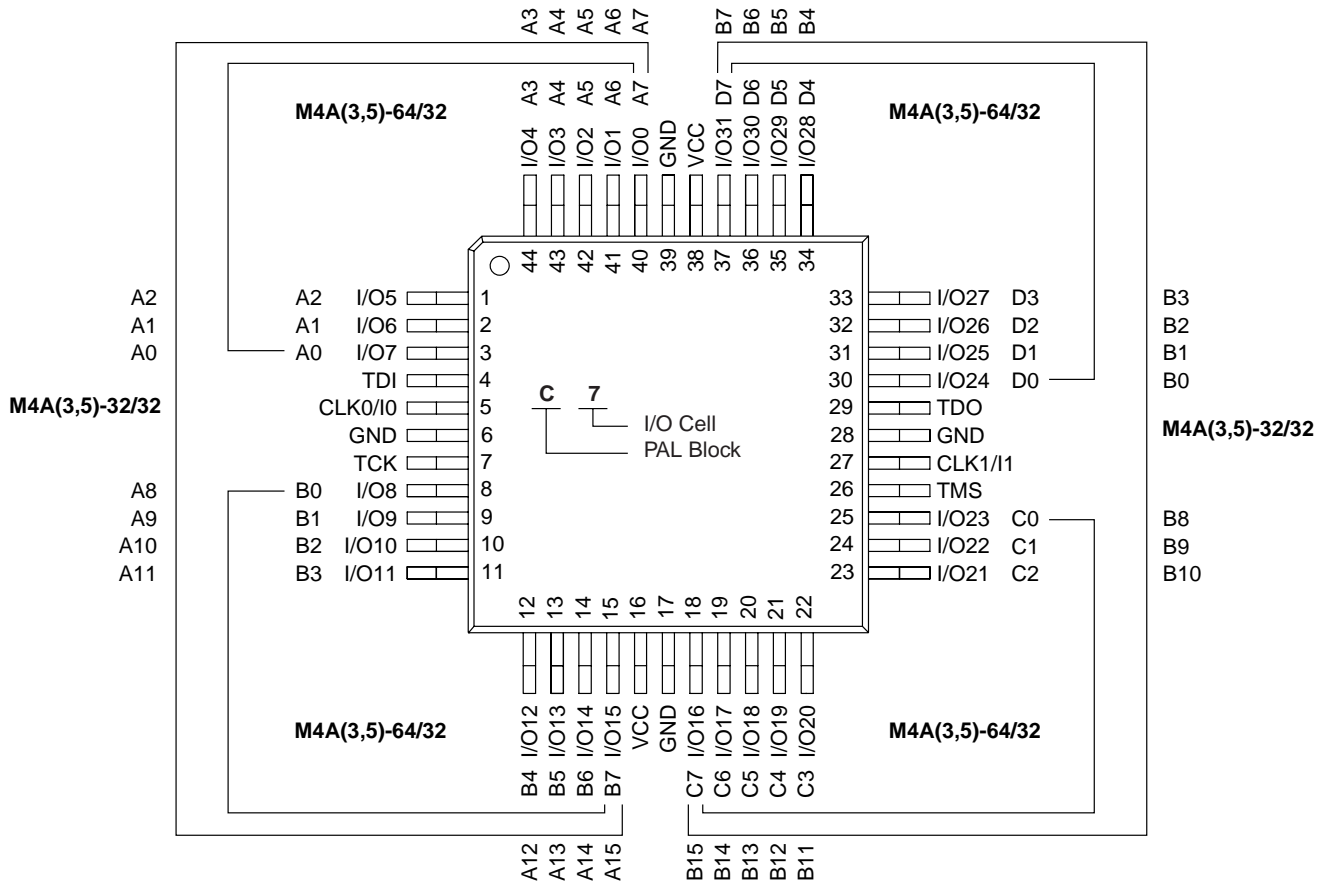 A3 A4 A5 A6 A7 B7 B6 B5 B4
A3 A4 A5 A6 A7 D7 D6 D5 D4
M4A(3,5)-64/32 M4A(3,5)-64/32
I/O4 I/O3 I/O2 I/O1 I/O0 GND VCC I/O31 I/O30 I/O29 I/O28
44 43 42 41 40 39 38 37 36 35 34
A2 A2 I/O5 1 33 I/O27 D3 B3
A1 A1 I/O6 2 32 I/O26 D2 B2
A0 A0 I/O7 3 31 I/O25 D1 B1
TDI 4 30 I/O24 D0 B0
M4A(3,5)-32/32 CLK0/I0 5 C 7 29 TDO
I/O Cell
GND 6 28 GND M4A(3,5)-32/32
PAL Block
TCK 7 27 CLK1/I1
A8 B0 I/O8 8 26 TMS
A9 B1 I/O9 9 25 I/O23 C0 B8
A10 B2 I/O10 10 24 I/O22 C1 B9
A11 B3 I/O11 11 23 I/O21 C2 B10
12 13 14 15 16 17 18 19 20 21 22
I/O12 I/O13 I/O14 I/O15 VCC GND I/O16 I/O17 I/O18 I/O19 I/O20
M4A(3,5)-64/32 M4A(3,5)-64/32
B4 B5 B6 B7 C7 C6 C5 C4 C3
A12 A13 A14 A15 B15 B14 B13 B12 B11